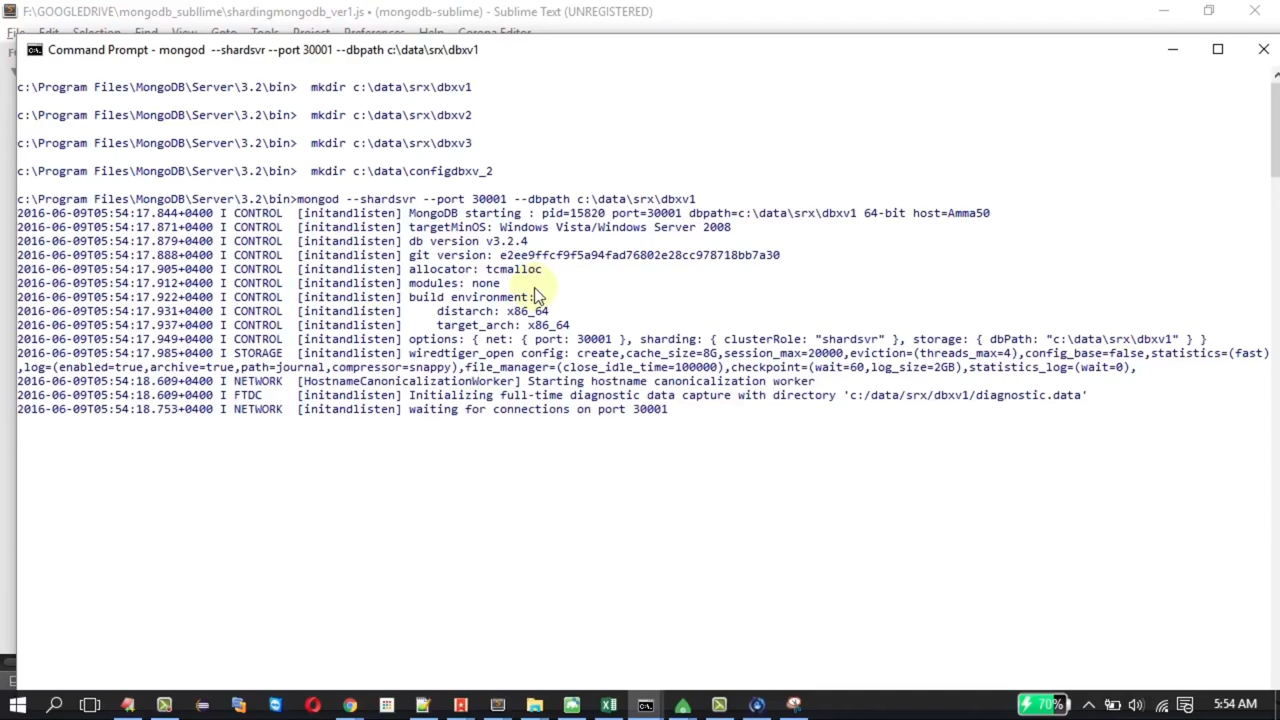 F:\GOOGLEDRIVE\mongodb_subllime\shardingmongodb_ver1.js • (mongodb-sublime) - Sublime Text (UNREGISTERED)
Command Prompt - mongod  --shardsvr --port 30001 --dbpath c:\data\srx\dbxv1
c:\Program Files\MongoDB\Server\3.2\bin>  mkdir c:\data\srx\dbxv1
c:\Program Files\MongoDB\Server\3.2\bin>  mkdir c:\data\srx\dbxv2
c:\Program Files\MongoDB\Server\3.2\bin>  mkdir c:\data\srx\dbxv3
c:\Program Files\MongoDB\Server\3.2\bin>  mkdir c:\data\configdbxv_2
c:\Program Files\MongoDB\Server\3.2\bin>mongod --shardsvr --port 30001 --dbpath c:\data\srx\dbxv1
2016-06-09T05:54:17.844+0400 I CONTROL  [initandlisten] MongoDB starting : pid=15820 port=30001 dbpath=c:\data\srx\dbxv1 64-bit host=Amma50
2016-06-09T05:54:17.871+0400 I CONTROL  [initandlisten] targetMinOS: Windows Vista/Windows Server 2008
2016-06-09T05:54:17.879+0400 I CONTROL  [initandlisten] db version v3.2.4
2016-06-09T05:54:17.888+0400 I CONTROL  [initandlisten] git version: e2ee9ffcf9f5a94fad76802e28cc978718bb7a30
2016-06-09T05:54:17.905+0400 I CONTROL  [initandlisten] allocator: tcmalloc
2016-06-09T05:54:17.912+0400 I CONTROL  [initandlisten] modules: none
2016-06-09T05:54:17.922+0400 I CONTROL  [initandlisten] build environment:
2016-06-09T05:54:17.931+0400 I CONTROL  [initandlisten]     distarch: x86_64
2016-06-09T05:54:17.937+0400 I CONTROL  [initandlisten]     target_arch: x86_64
2016-06-09T05:54:17.949+0400 I CONTROL  [initandlisten] options: { net: { port: 30001 }, sharding: { clusterRole: "shardsvr" }, storage: { dbPath: "c:\data\srx\dbxv1" } }
2016-06-09T05:54:17.985+0400 I STORAGE  [initandlisten] wiredtiger_open config: create,cache_size=8G,session_max=20000,eviction=(threads_max=4),config_base=false,statistics=(fast)
,log=(enabled=true,archive=true,path=journal,compressor=snappy),file_manager=(close_idle_time=100000),checkpoint=(wait=60,log_size=2GB),statistics_log=(wait=0),
2016-06-09T05:54:18.609+0400 I NETWORK  [HostnameCanonicalizationWorker] Starting hostname canonicalization worker
2016-06-09T05:54:18.609+0400 I FTDC     [initandlisten] Initializing full-time diagnostic data capture with directory 'c:/data/srx/dbxv1/diagnostic.data'
2016-06-09T05:54:18.753+0400 I NETWORK  [initandlisten] waiting for connections on port 30001
70%
5:54 AM